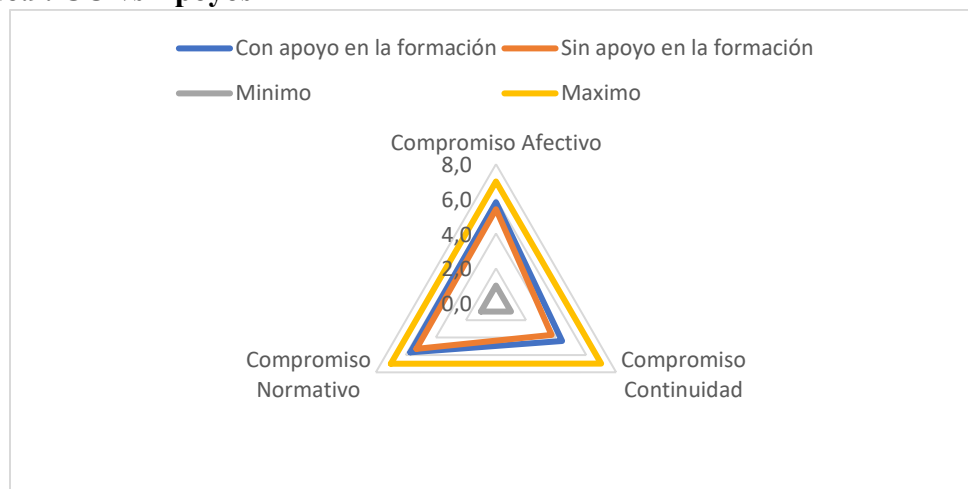 Con apoyo en la formación Sin apoyo en la formación
Minimo Maximo
Compromiso Afectivo
8,0
6,0
4,0
2,0
0,0
Compromiso Normativo
Compromiso Continuidad